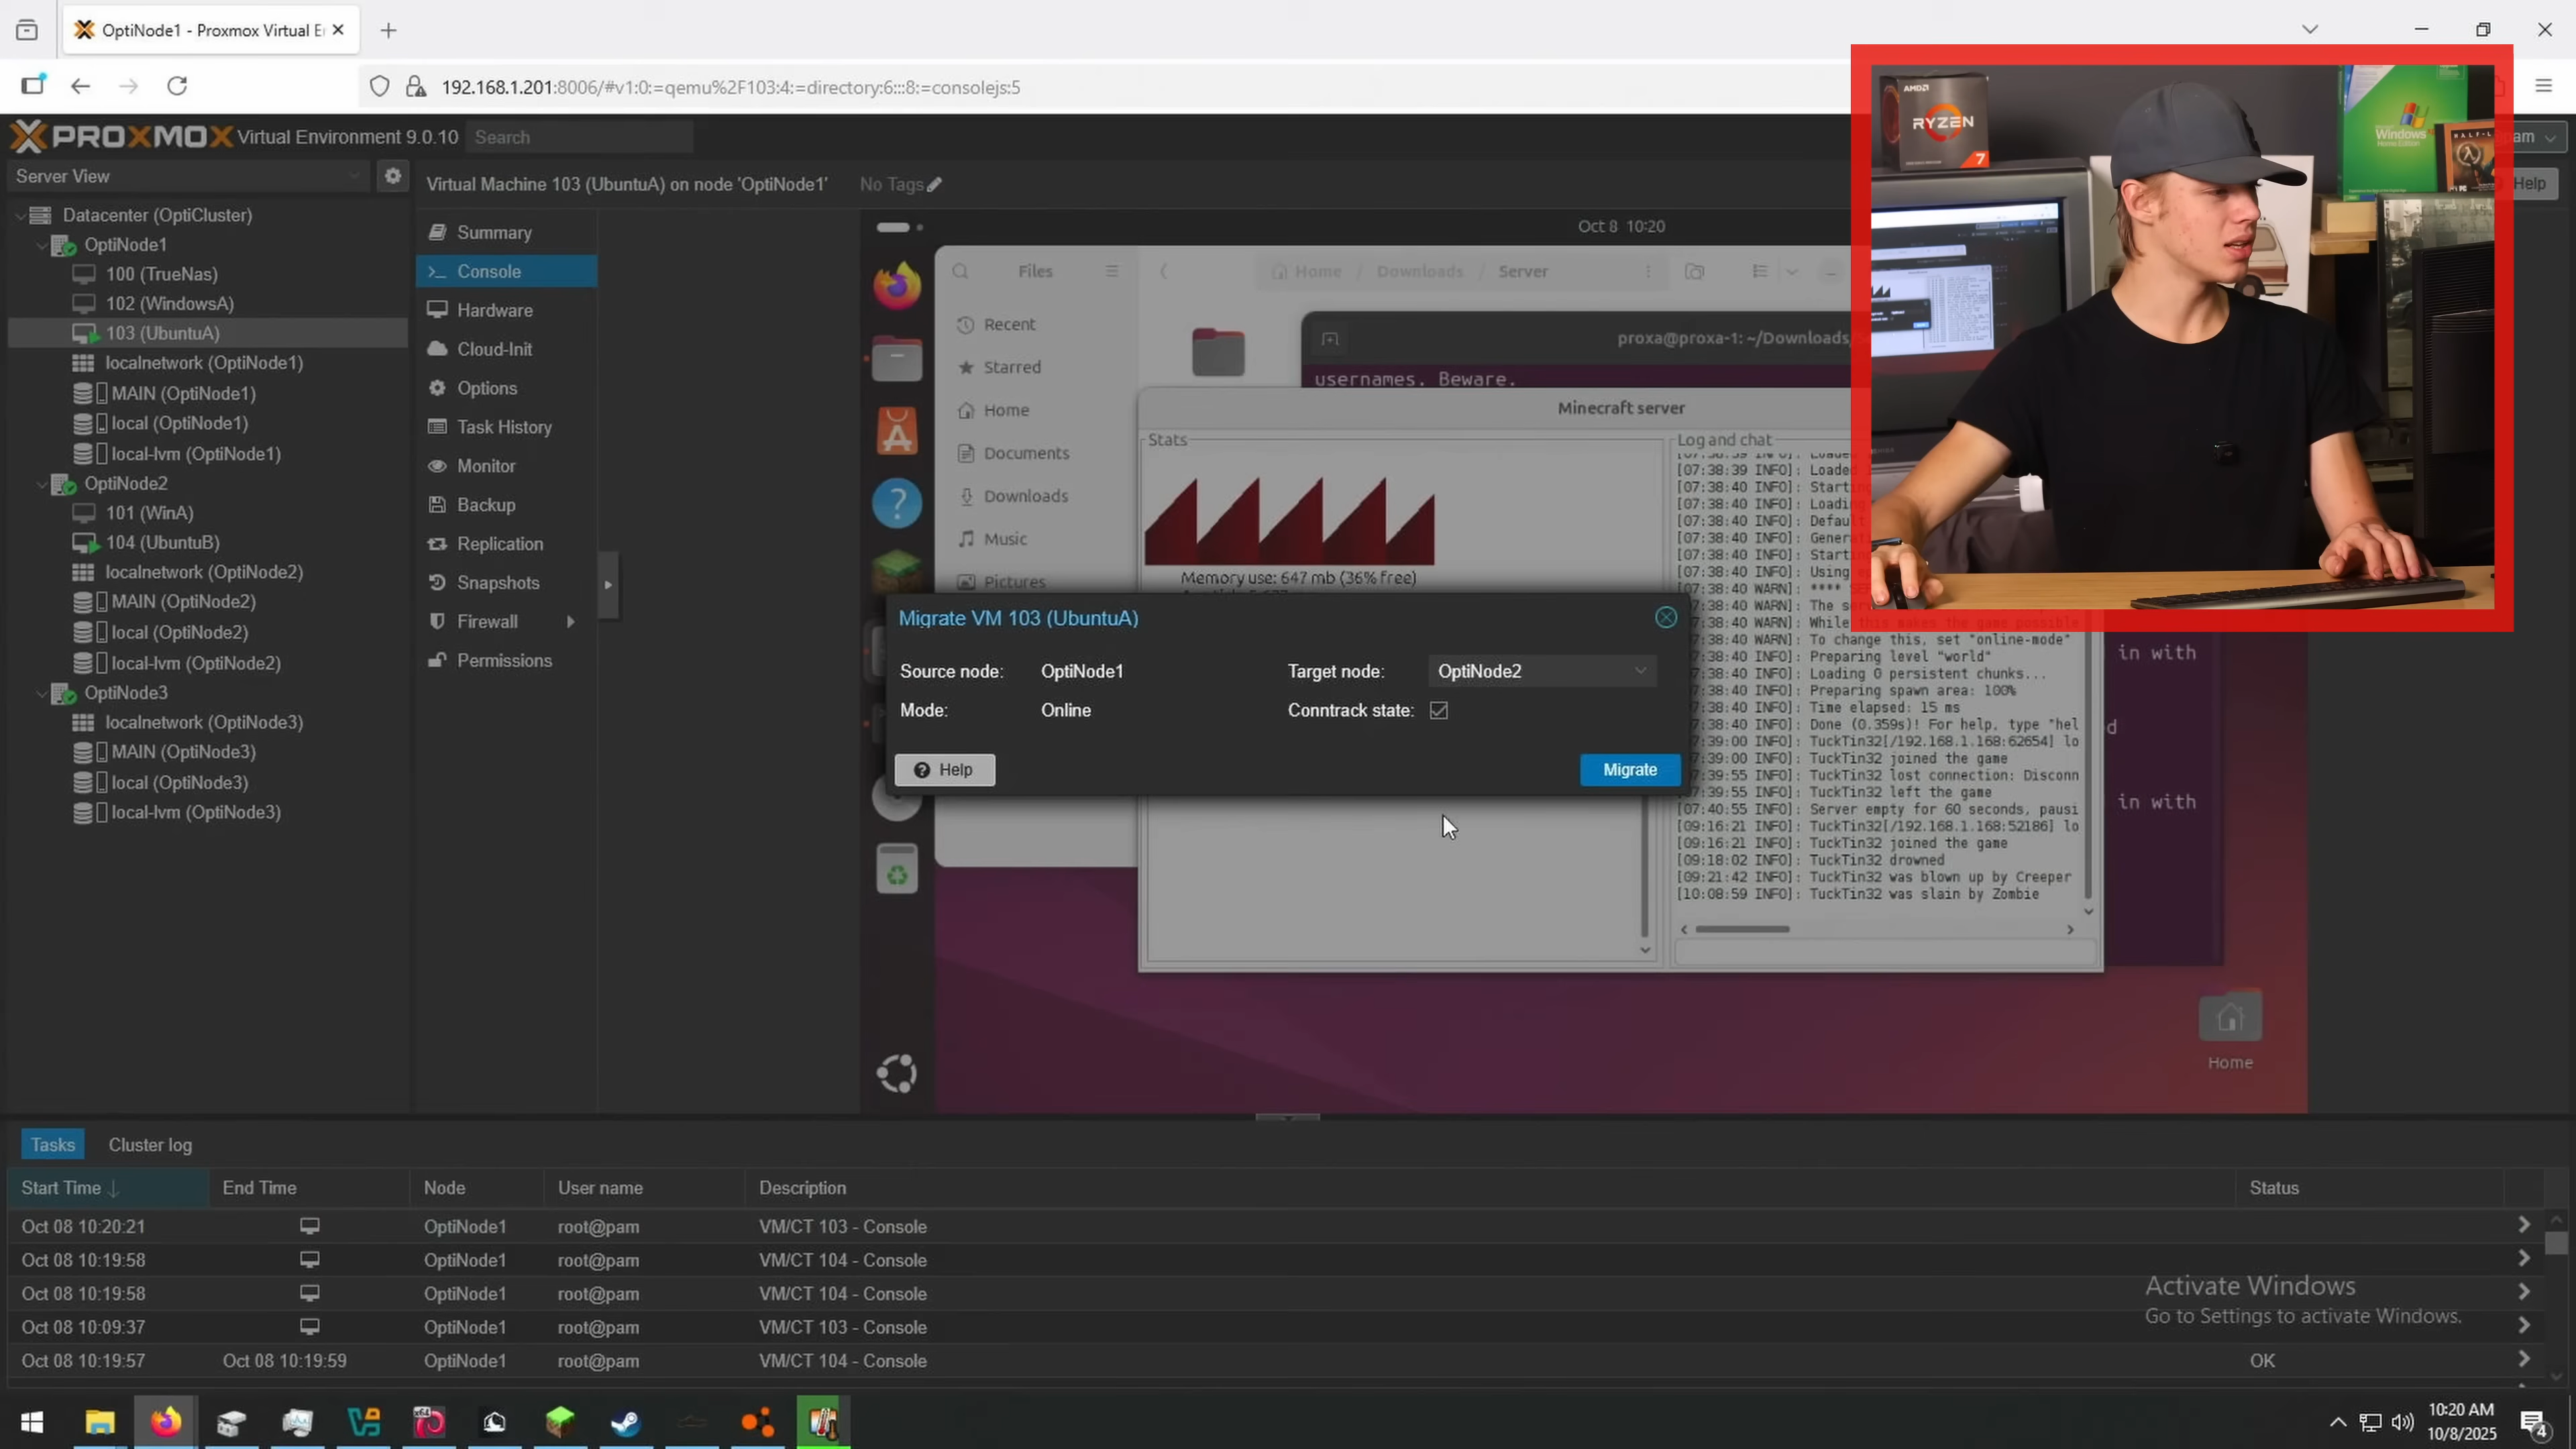 OptiNode1 - Proxmox Virtual E
192.168.1.201:8006/#v1:0:=qemu%2F103:4:=directory:6:::8:=consolejs:5
PROXMOX Virtual Environment 9.0.10
Search
Server View
Virtual Machine 103 (UbuntuA) on node 'OptiNode1'
No Tags
Help
Datacenter (OptiCluster)
OptiNode1
100 (TrueNas)
102 (WindowsA)
103 (UbuntuA)
localnetwork (OptiNode1)
MAIN (OptiNode1)
local (OptiNode1)
local-lvm (OptiNode1)
OptiNode2
101 (WinA)
104 (UbuntuB)
localnetwork (OptiNode2)
MAIN (OptiNode2)
local (OptiNode2)
local-lvm (OptiNode2)
OptiNode3
localnetwork (OptiNode3)
MAIN (OptiNode3)
local (OptiNode3)
local-lvm (OptiNode3)
Summary
>_ Console
Hardware
Cloud-Init
Options
Task History
Monitor
Backup
Replication
Snapshots
Firewall
Permissions
Oct 8 10:20
Files
Home / Downloads / Server
Recent
Starred
Home
Documents
Downloads
Music
Pictures
proxa@proxa-1: ~/Downloads/
usernames. Beware.
Minecraft server
Stats
Memory use: 647 mb (36% free)
Log and chat
[07:38:39 INFO]: Loaded
[07:38:40 INFO]: Startin
[07:38:40 INFO]: Loading
[07:38:40 INFO]: Default
[07:38:40 INFO]: Generat
[07:38:40 INFO]: Startin
[07:38:40 INFO]: Using
[07:38:40 WARN]: ****
:38:40 WARN]: The
:38:40 WARN]: While this makes the game possible
:38:40 WARN]: To change this, set "online-mode"
:38:40 INFO]: Preparing level "world"
:38:40 INFO]: Loading 0 persistent chunks...
:38:40 INFO]: Preparing spawn area: 100%
:38:40 INFO]: Time elapsed: 15 ms
:38:40 INFO]: Done (0.359s)! For help, type "hel
:39:00 INFO]: TuckTin32[/192.168.1.168:62654] lo
:39:00 INFO]: TuckTin32 joined the game
:39:55 INFO]: TuckTin32 lost connection: Disconn
:39:55 INFO]: TuckTin32 left the game
[07:40:55 INFO]: Server empty for 60 seconds, pausi
[09:16:21 INFO]: TuckTin32[/192.168.1.168:52186] lo
[09:16:21 INFO]: TuckTin32 joined the game
[09:18:02 INFO]: TuckTin32 drowned
[09:21:42 INFO]: TuckTin32 was blown up by Creeper
[10:08:59 INFO]: TuckTin32 was slain by Zombie
in with
d
in with
Home
Migrate VM 103 (UbuntuA)
Source node: OptiNode1
Target node: OptiNode2
Mode: Online
Conntrack state:
Help
Migrate
AMD
RYZEN
7
Windows
Home Edition
HALF-L
Tasks
Cluster log
Start Time
End Time
Node
User name
Description
Status
Oct 08 10:20:21 OptiNode1 root@pam VM/CT 103 - Console
Oct 08 10:19:58 OptiNode1 root@pam VM/CT 104 - Console
Oct 08 10:19:58 OptiNode1 root@pam VM/CT 104 - Console
Oct 08 10:09:37 OptiNode1 root@pam VM/CT 103 - Console
Oct 08 10:19:57 Oct 08 10:19:59 OptiNode1 root@pam VM/CT 104 - Console OK
Activate Windows
Go to Settings to activate Windows.
x64
10:20 AM
10/8/2025
4